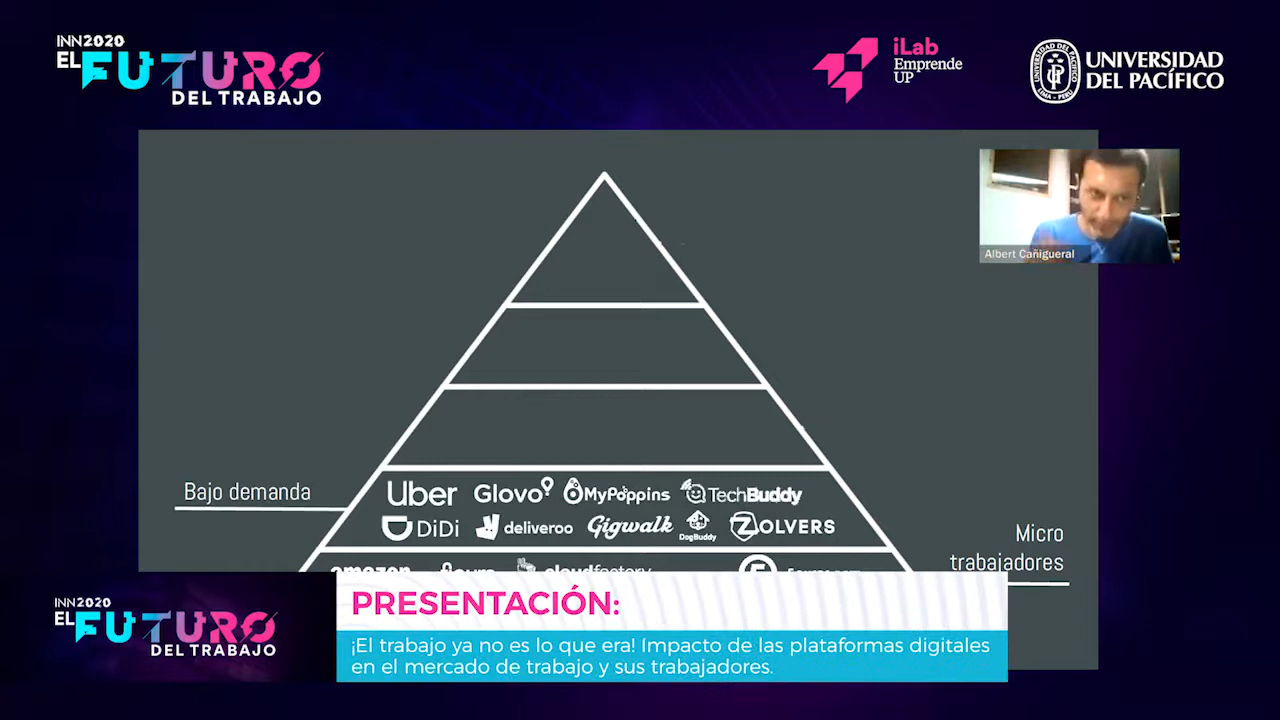 INN2020
EL FUTURO
DEL TRABAJO
iLab
Emprende
UP
UNIVERSIDAD
DEL PACÍFICO
Albert Cañigueral
Bajo demanda
Uber Glovo MyPoppins TechBuddy
DiDi deliveroo Gigwalk DogBuddy ZOLVERS
Micro
trabajadores
amazon cloudfactory
INN2020
EL FUTURO
DEL TRABAJO
PRESENTACIÓN:
¡El trabajo ya no es lo que era! Impacto de las plataformas digitales
en el mercado de trabajo y sus trabajadores.